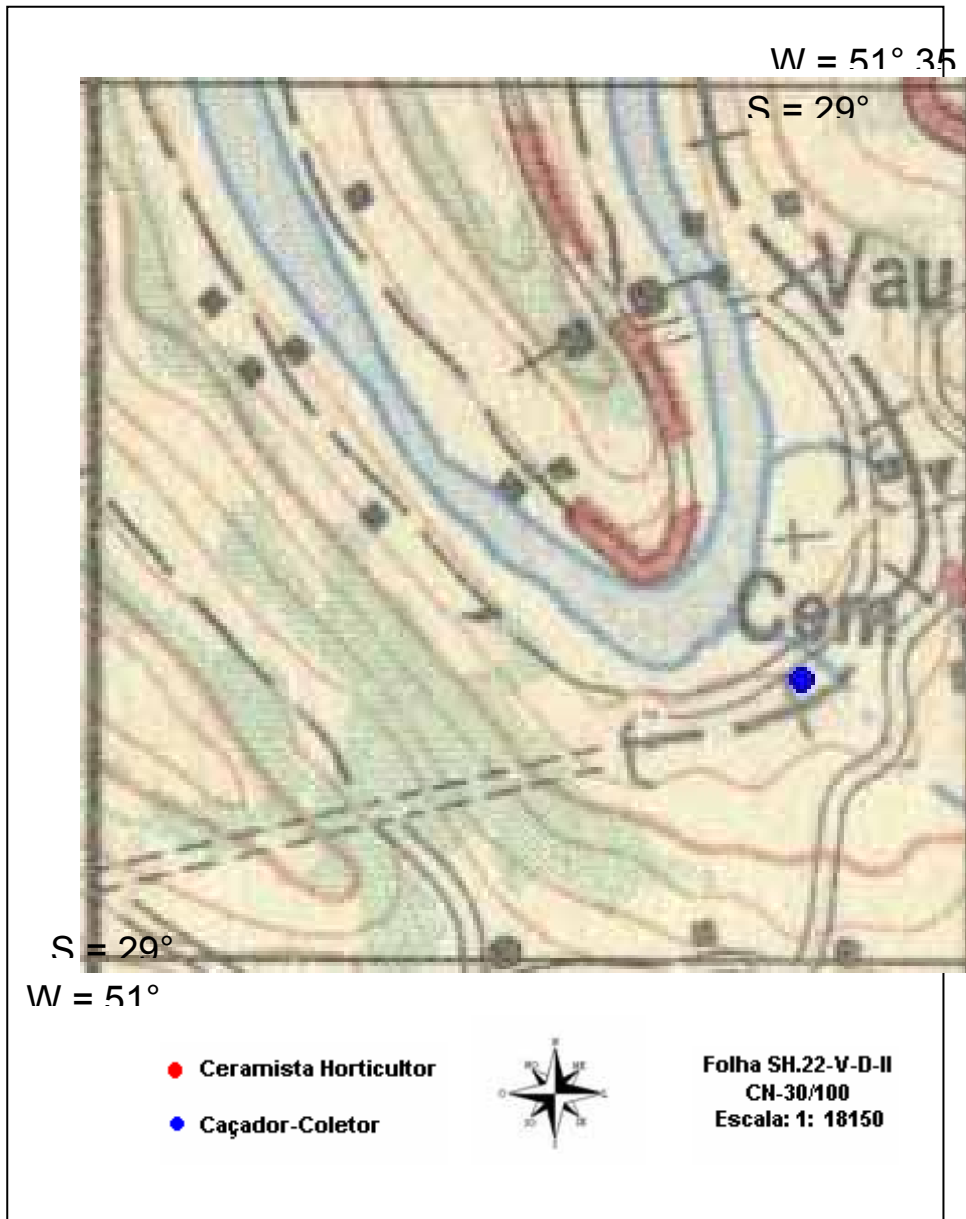 W = 51° 35
S = 29°
Vau
Cem
S = 29°
W = 51°
Ceramista Horticultor
Caçador-Coletor
Folha SH.22-V-D-II
CN-30/100
Escala: 1: 18150